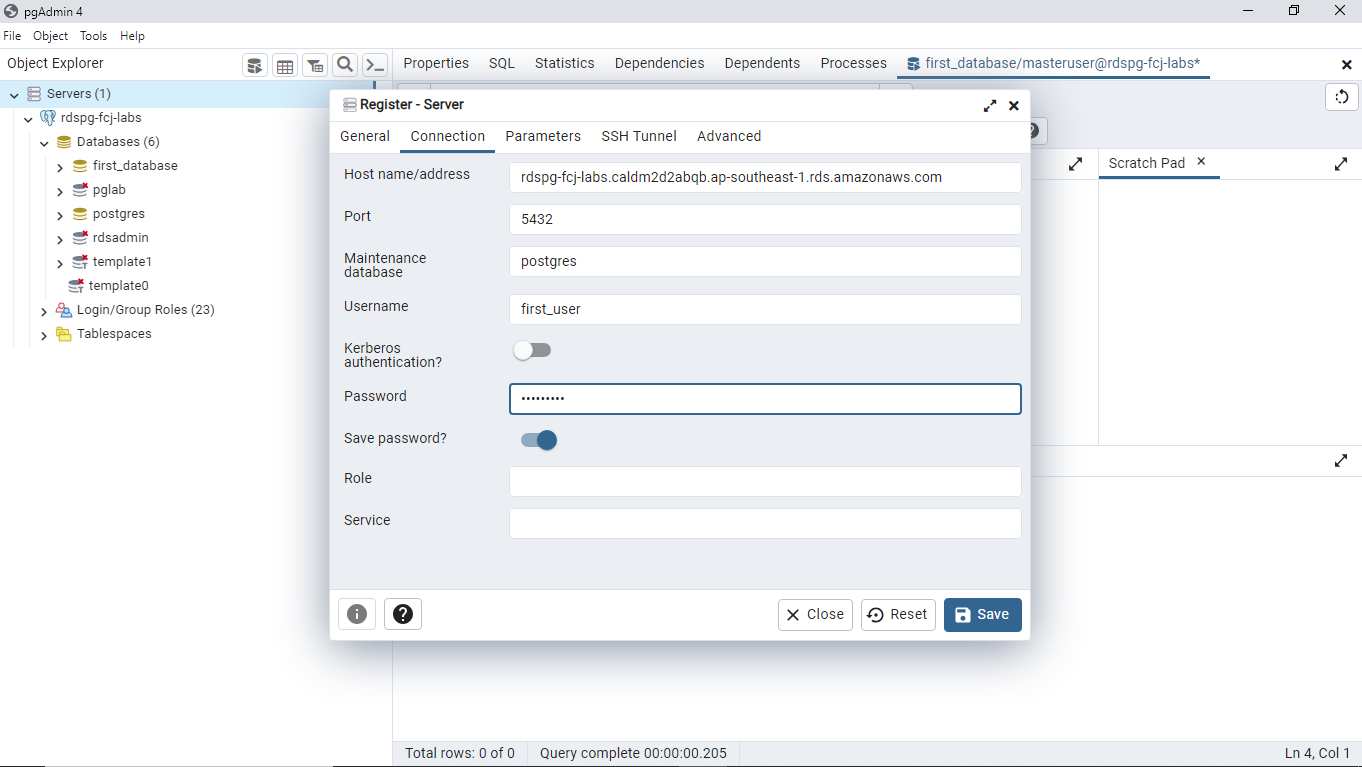 pgAdmin 4
File Object Tools Help
Object Explorer
Properties SQL Statistics Dependencies Dependents Processes first_database/masteruser@rdspg-fcj-labs*
Servers (1)
rdspg-fcj-labs
Databases (6)
first_database
pglab
postgres
rdsadmin
template1
template0
Login/Group Roles (23)
Tablespaces
Scratch Pad
Register - Server
General Connection Parameters SSH Tunnel Advanced
Host name/address rdspg-fcj-labs.caldm2d2abqb.ap-southeast-1.rds.amazonaws.com
Port 5432
Maintenance
database
postgres
Username first_user
Kerberos
authentication?
Password •••••••••
Save password?
Role
Service
Close Reset Save
Total rows: 0 of 0 Query complete 00:00:00.205 Ln 4, Col 1